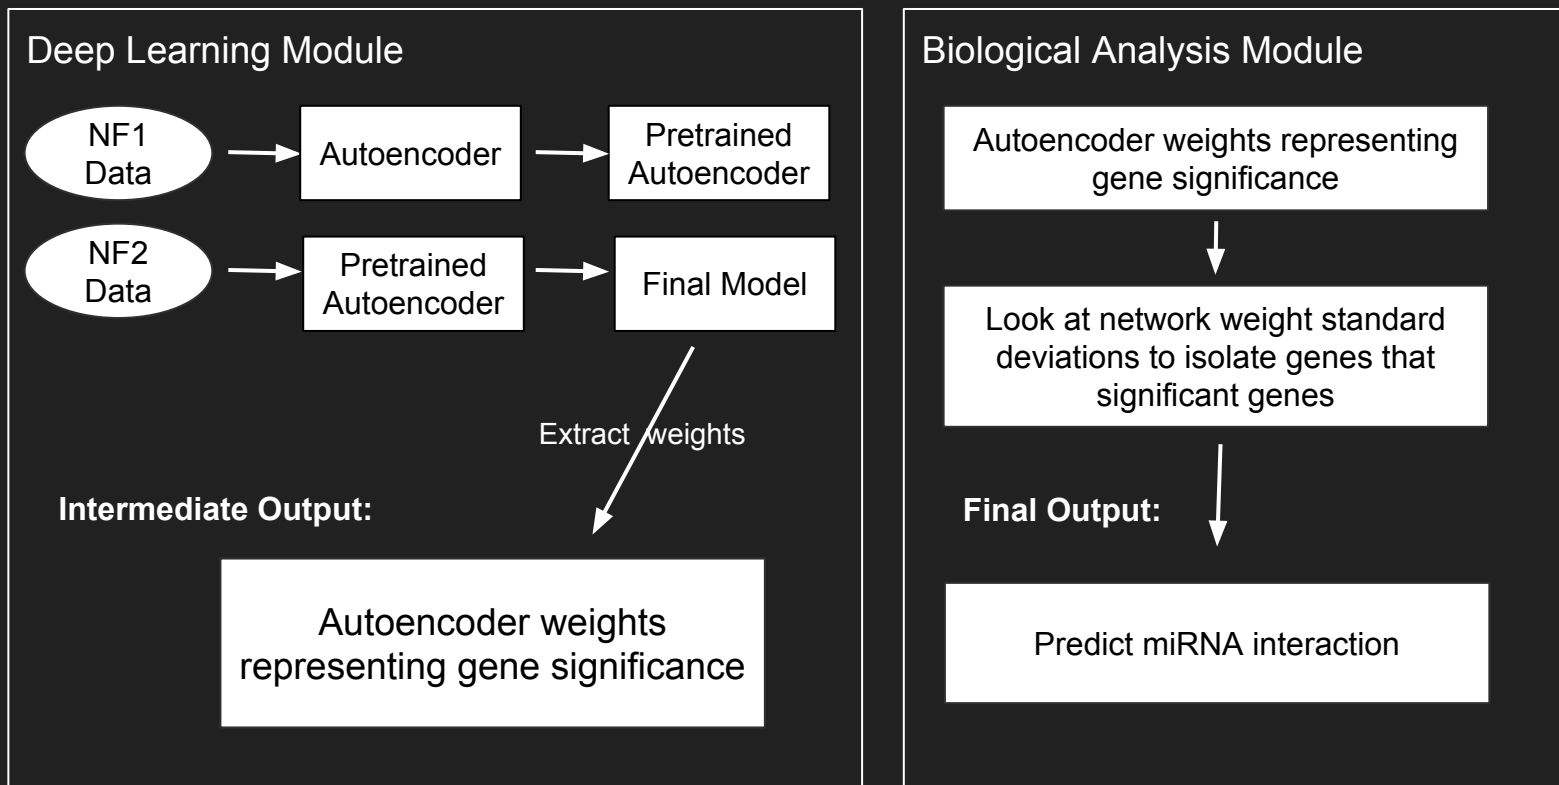 Deep Learning Module
NF1
Data
Autoencoder
Pretrained
Autoencoder
NF2
Data
Pretrained
Autoencoder
Final Model
Extract weights
Intermediate Output:
Autoencoder weights
representing gene significance
Biological Analysis Module
Autoencoder weights representing
gene significance
Look at network weight standard
deviations to isolate genes that
significant genes
Final Output:
Predict miRNA interaction